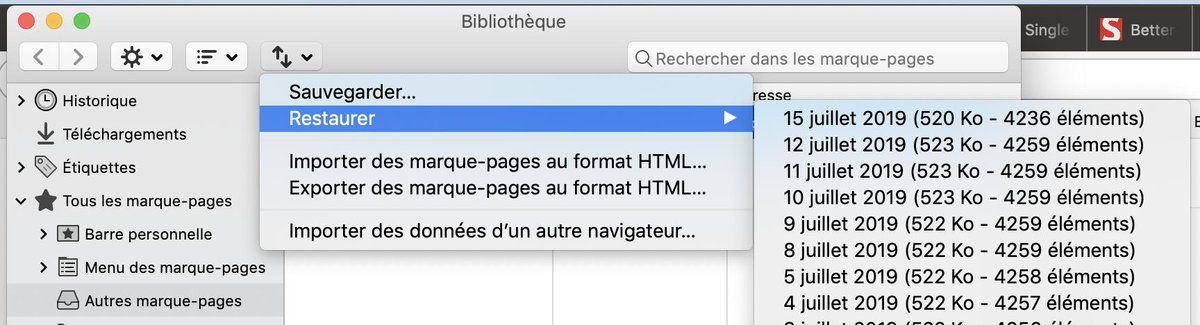 Bibliothèque
Single
Better
Rechercher dans les marque-pages
Historique
Téléchargements
Étiquettes
Tous les marque-pages
Barre personnelle
Menu des marque-pages
Autres marque-pages
Sauvegarder...
Restaurer
Importer des marque-pages au format HTML...
Exporter des marque-pages au format HTML...
Importer des données d’un autre navigateur...
resse
15 juillet 2019 (520 Ko - 4236 éléments)
12 juillet 2019 (523 Ko - 4259 éléments)
11 juillet 2019 (523 Ko - 4259 éléments)
10 juillet 2019 (523 Ko - 4259 éléments)
9 juillet 2019 (522 Ko - 4259 éléments)
8 juillet 2019 (522 Ko - 4259 éléments)
5 juillet 2019 (522 Ko - 4258 éléments)
4 juillet 2019 (522 Ko - 4257 éléments)